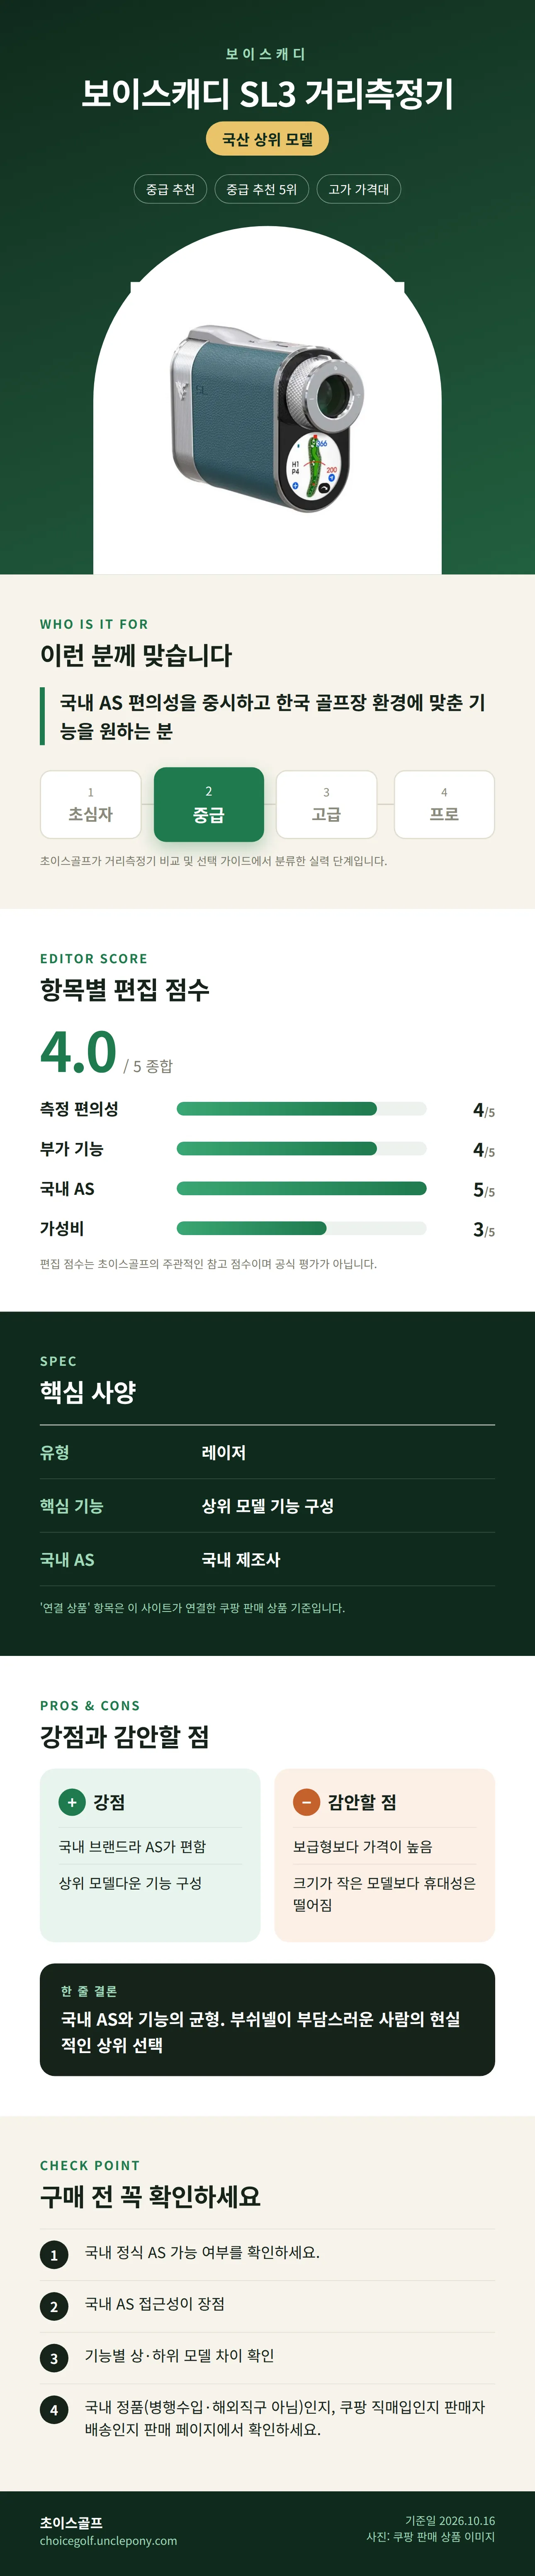 보이스캐디
보이스캐디 SL3 거리측정기
국산 상위 모델
중급 추천
중급 추천 5위
고가 가격대
SL
366
H1
P4
200
WHO IS IT FOR
이런 분께 맞습니다
국내 AS 편의성을 중시하고 한국 골프장 환경에 맞춘 기
능을 원하는 분
1
초심자
2
중급
3
고급
4
프로
초이스골프가 거리측정기 비교 및 선택 가이드에서 분류한 실력 단계입니다.
EDITOR SCORE
항목별 편집 점수
4.0 / 5 종합
측정 편의성 4/5
부가 기능 4/5
국내 AS 5/5
가성비 3/5
편집 점수는 초이스골프의 주관적인 참고 점수이며 공식 평가가 아닙니다.
SPEC
핵심 사양
유형 레이저
핵심 기능 상위 모델 기능 구성
국내 AS 국내 제조사
'연결 상품' 항목은 이 사이트가 연결한 쿠팡 판매 상품 기준입니다.
PROS & CONS
강점과 감안할 점
+ 강점
국내 브랜드라 AS가 편함
상위 모델다운 기능 구성
− 감안할 점
보급형보다 가격이 높음
크기가 작은 모델보다 휴대성은
떨어짐
한 줄 결론
국내 AS와 기능의 균형. 부쉬넬이 부담스러운 사람의 현실
적인 상위 선택
CHECK POINT
구매 전 꼭 확인하세요
1 국내 정식 AS 가능 여부를 확인하세요.
2 국내 AS 접근성이 장점
3 기능별 상·하위 모델 차이 확인
4 국내 정품(병행수입·해외직구 아님)인지, 쿠팡 직매입인지 판매자
배송인지 판매 페이지에서 확인하세요.
초이스골프
choicegolf.unclepony.com
기준일 2026.10.16
사진: 쿠팡 판매 상품 이미지